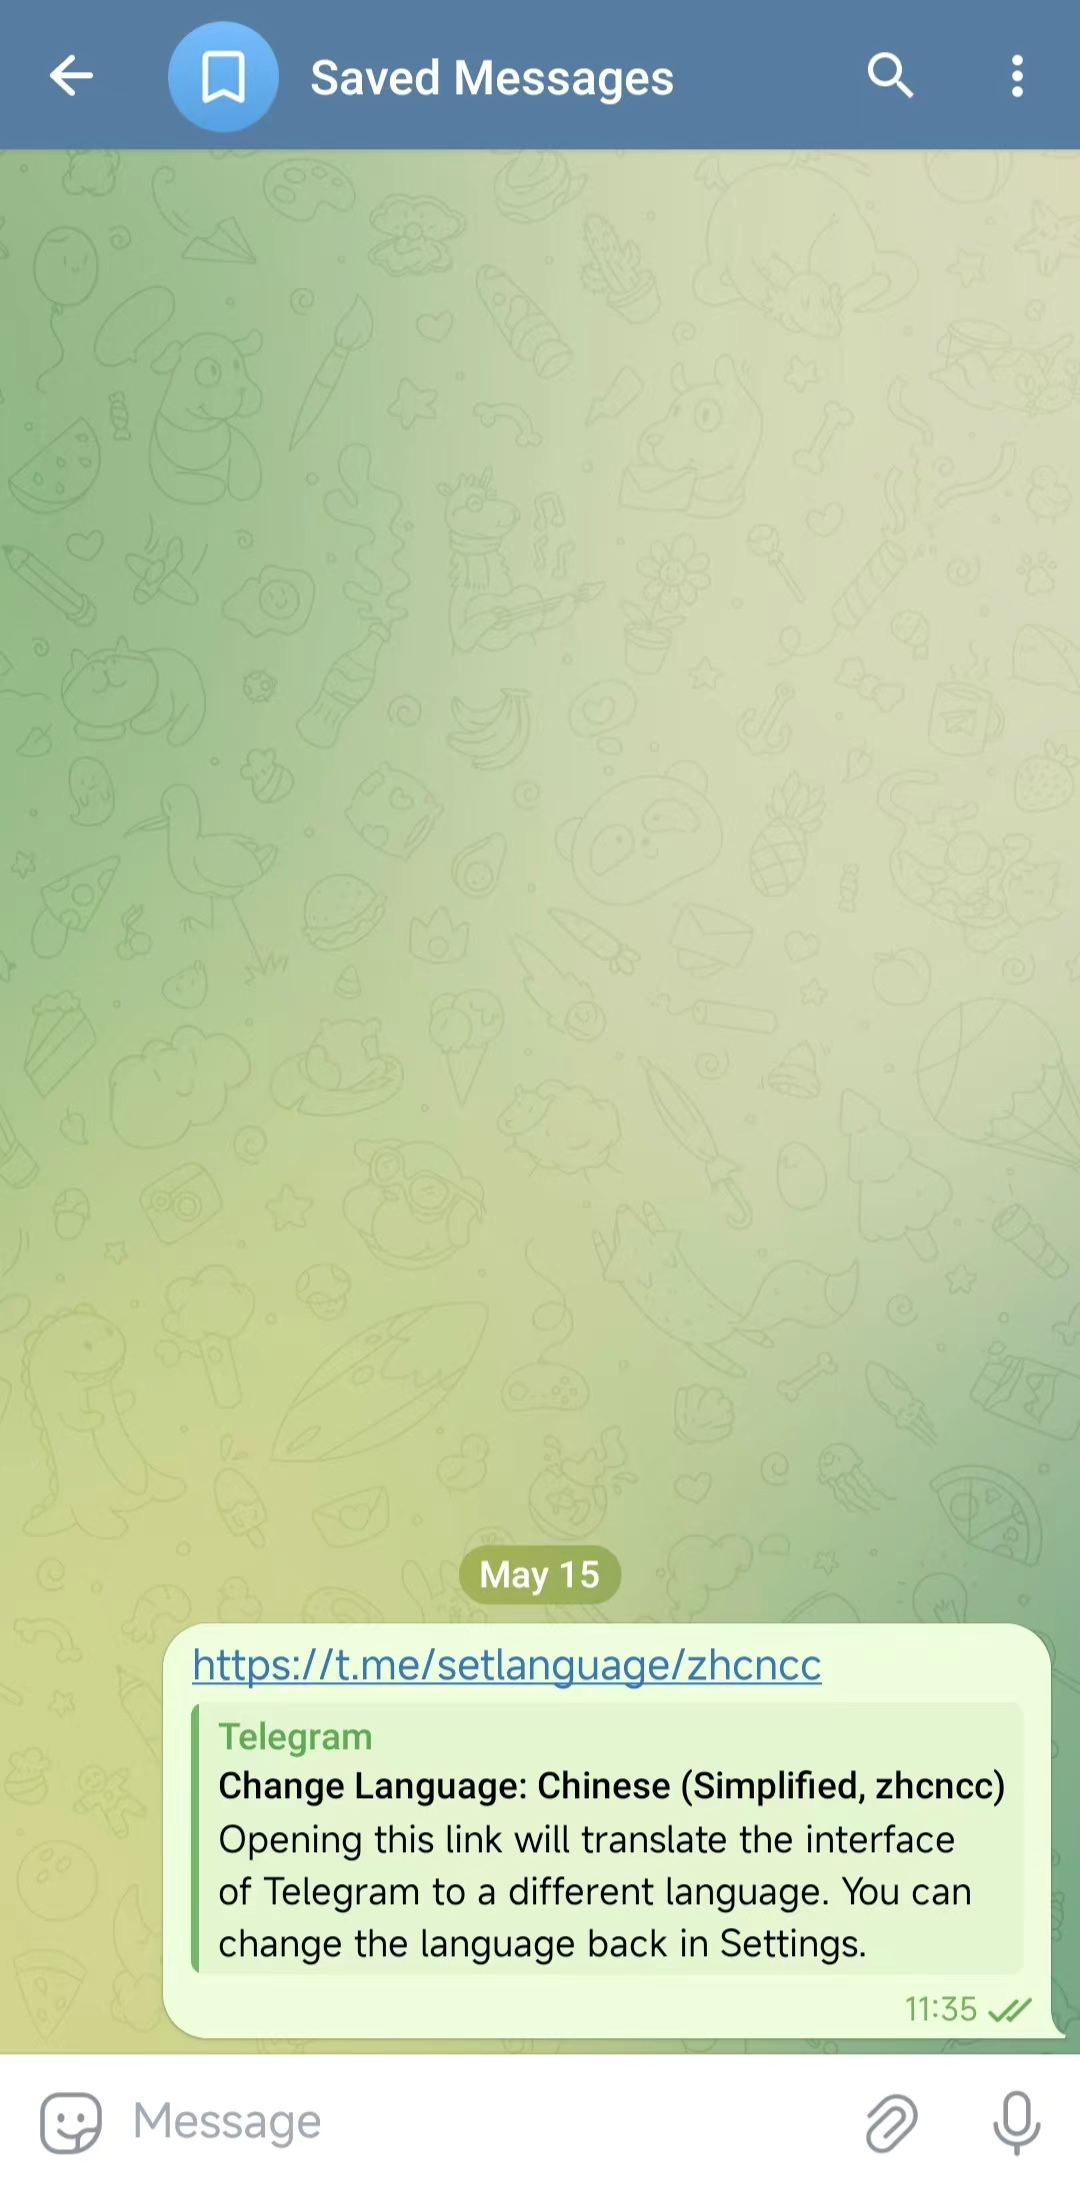 Saved Messages
May 15
https://t.me/setlanguage/zhcncc
Telegram
Change Language: Chinese (Simplified, zhcncc)
Opening this link will translate the interface
of Telegram to a different language. You can
change the language back in Settings.
11:35
Message